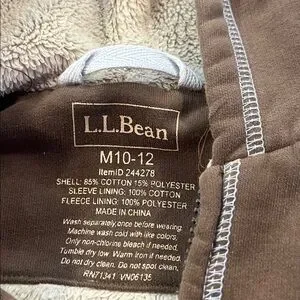 L.L.Bean
M10-12
ItemID 244278
SHELL: 85% COTTON 15% POLYESTER
SLEEVE LINING: 100% COTTON
FLEECE LINING: 100% POLYESTER
MADE IN CHINA
Wash separately once before wearing
Machine wash cold with like colors.
Only non-chlorine bleach if needed.
Tumble dry low. Warm Iron if needed.
Do not dry clean. Do not spot clean.
RN71341 VN06135